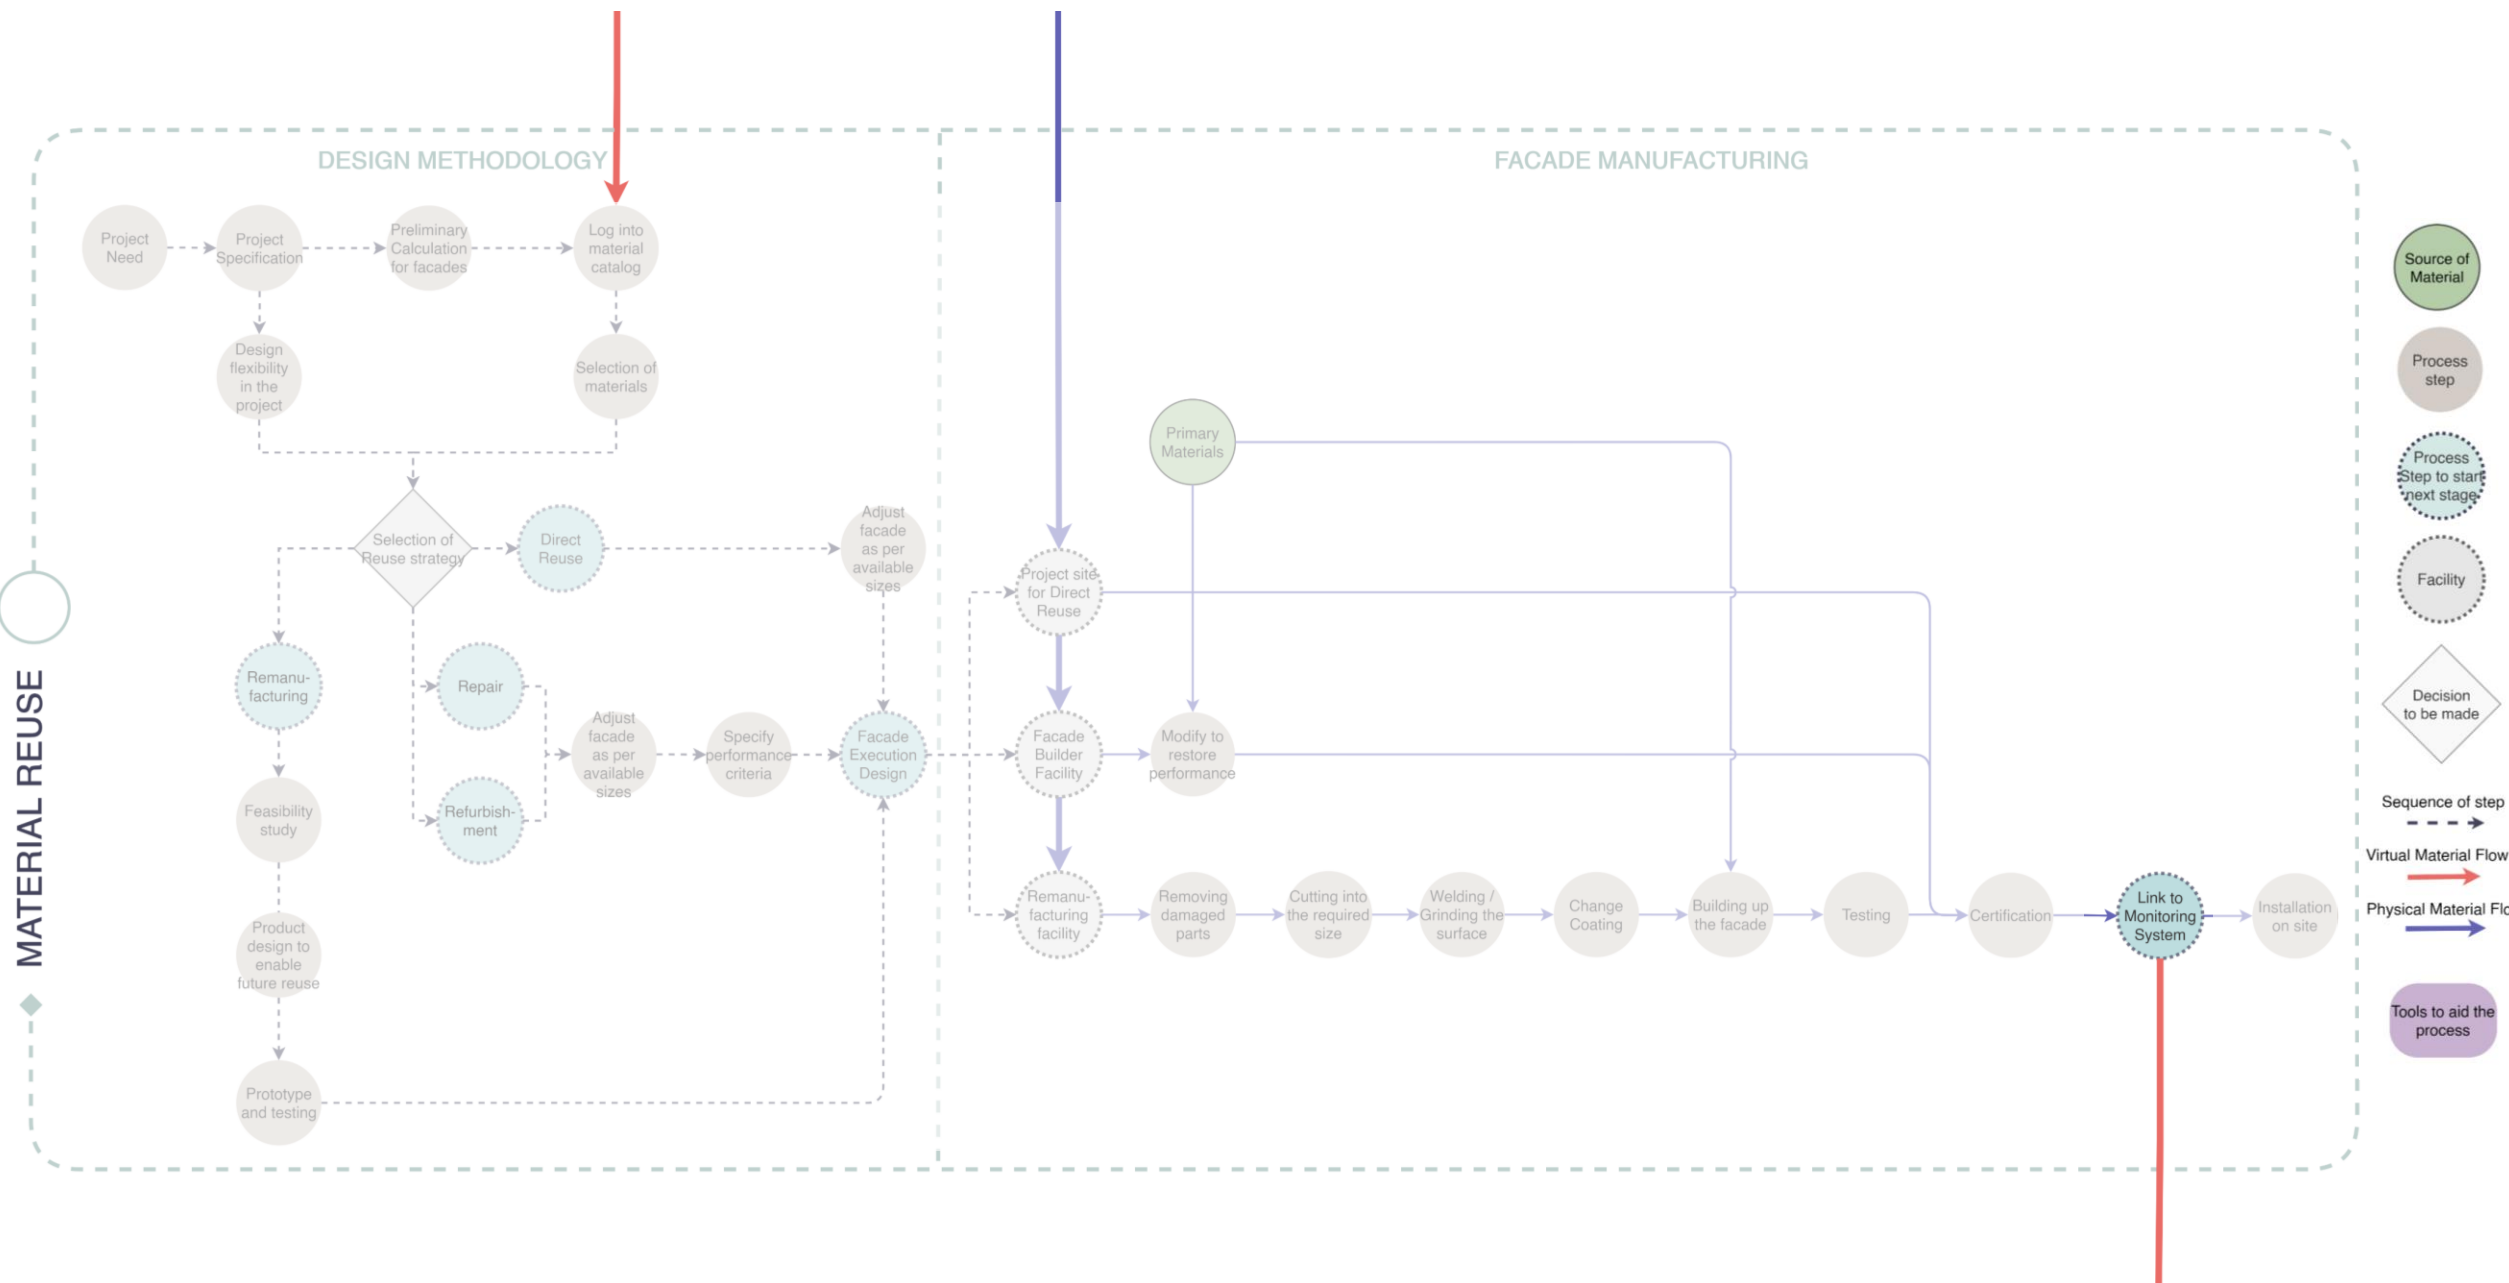 DESIGN METHODOLOGY
FACADE MANUFACTURING
Project
Need
Project
Specification
Preliminary
Calculation
for facades
Log into
material
catalog
Design
flexibility
in the
project
Selection of
materials
Selection of
Reuse strategy
Direct
Reuse
Adjust
facade
as per
available
sizes
Remanu-
facturing
Repair
Refurbish-
ment
Adjust
facade
as per
available
sizes
Specify
performance
criteria
Facade
Execution
Design
Feasibility
study
Product
design to
enable
future reuse
Prototype
and testing
Primary
Materials
Project site
for Direct
Reuse
Facade
Builder
Facility
Modify to
restore
performance
Remanu-
facturing
facility
Removing
damaged
parts
Cutting into
the required
size
Welding /
Grinding the
surface
Change
Coating
Building up
the facade
Testing
Certification
Link to
Monitoring
System
Installation
on site
MATERIAL REUSE
Source of
Material
Process
step
Process
Step to start
next stage
Facility
Decision
to be made
Sequence of step
Virtual Material Flow
Physical Material Flo
Tools to aid the
process